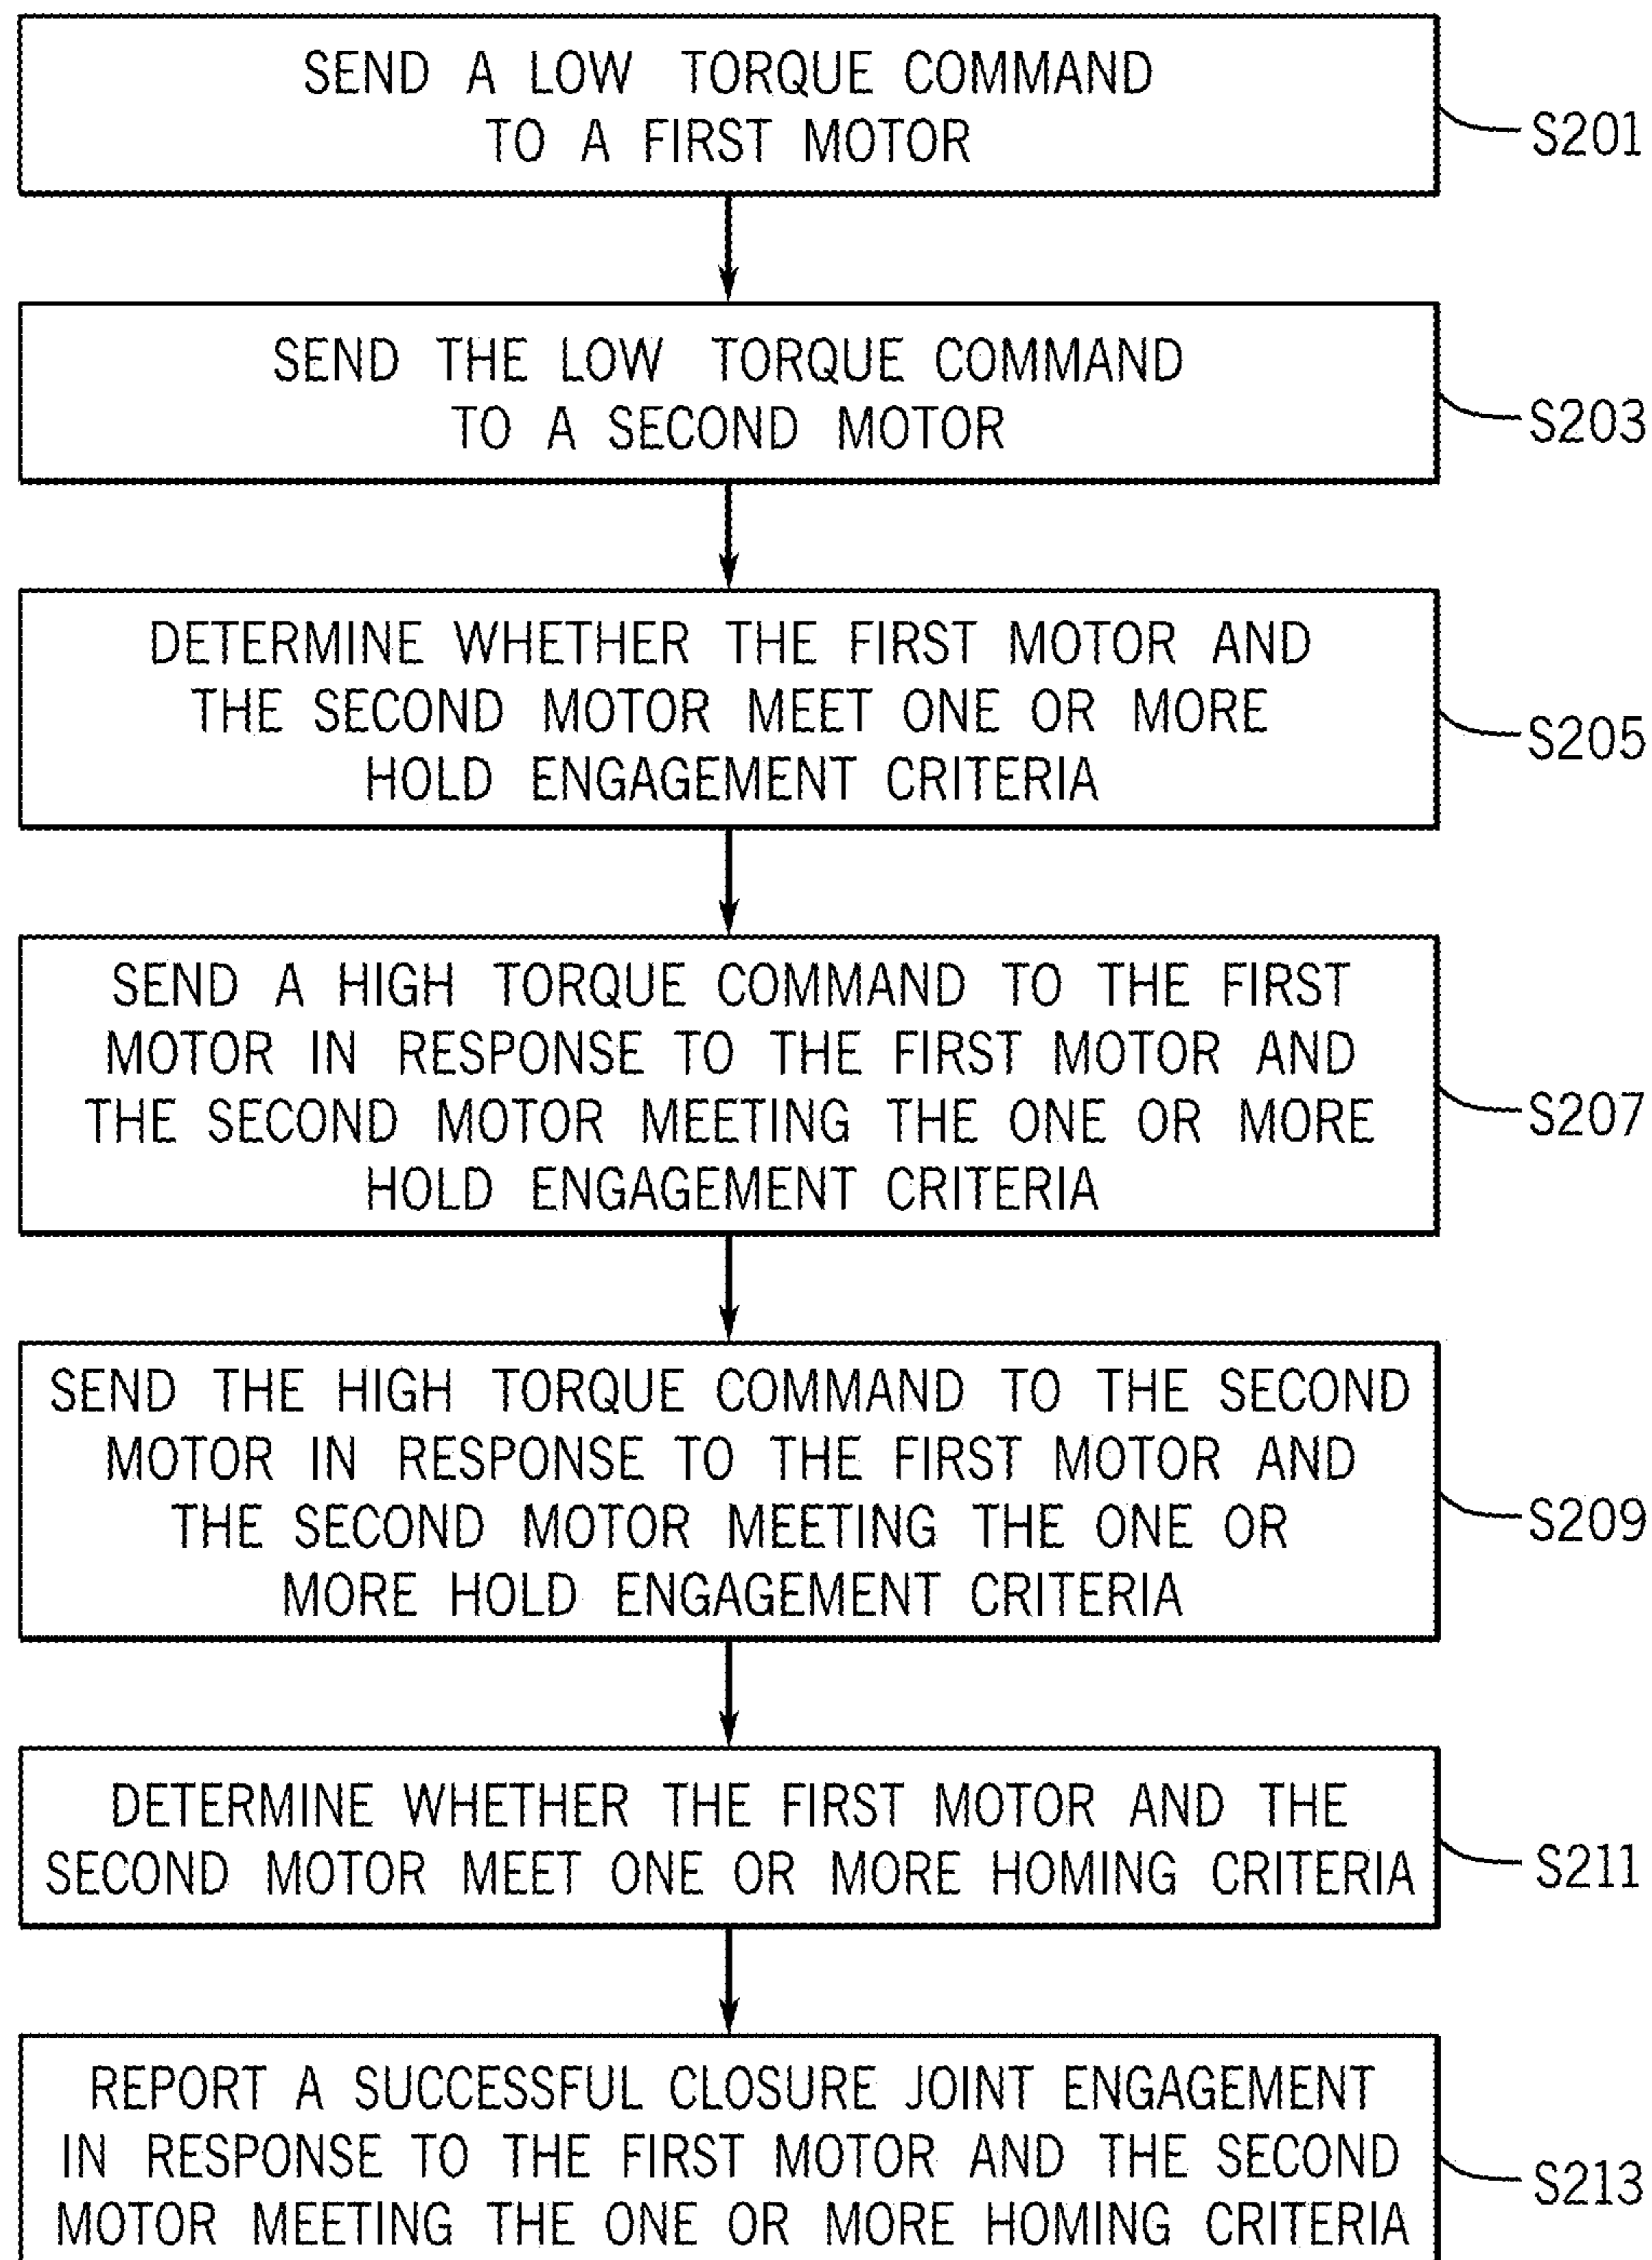 SEND A LOW TORQUE COMMAND
TO A FIRST MOTOR
S201
SEND THE LOW TORQUE COMMAND
TO A SECOND MOTOR
S203
DETERMINE WHETHER THE FIRST MOTOR AND
THE SECOND MOTOR MEET ONE OR MORE
HOLD ENGAGEMENT CRITERIA
S205
SEND A HIGH TORQUE COMMAND TO THE FIRST
MOTOR IN RESPONSE TO THE FIRST MOTOR AND
THE SECOND MOTOR MEETING THE ONE OR MORE
HOLD ENGAGEMENT CRITERIA
S207
SEND THE HIGH TORQUE COMMAND TO THE SECOND
MOTOR IN RESPONSE TO THE FIRST MOTOR AND
THE SECOND MOTOR MEETING THE ONE OR
MORE HOLD ENGAGEMENT CRITERIA
S209
DETERMINE WHETHER THE FIRST MOTOR AND THE
SECOND MOTOR MEET ONE OR MORE HOMING CRITERIA
S211
REPORT A SUCCESSFUL CLOSURE JOINT ENGAGEMENT
IN RESPONSE TO THE FIRST MOTOR AND THE SECOND
MOTOR MEETING THE ONE OR MORE HOMING CRITERIA
S213